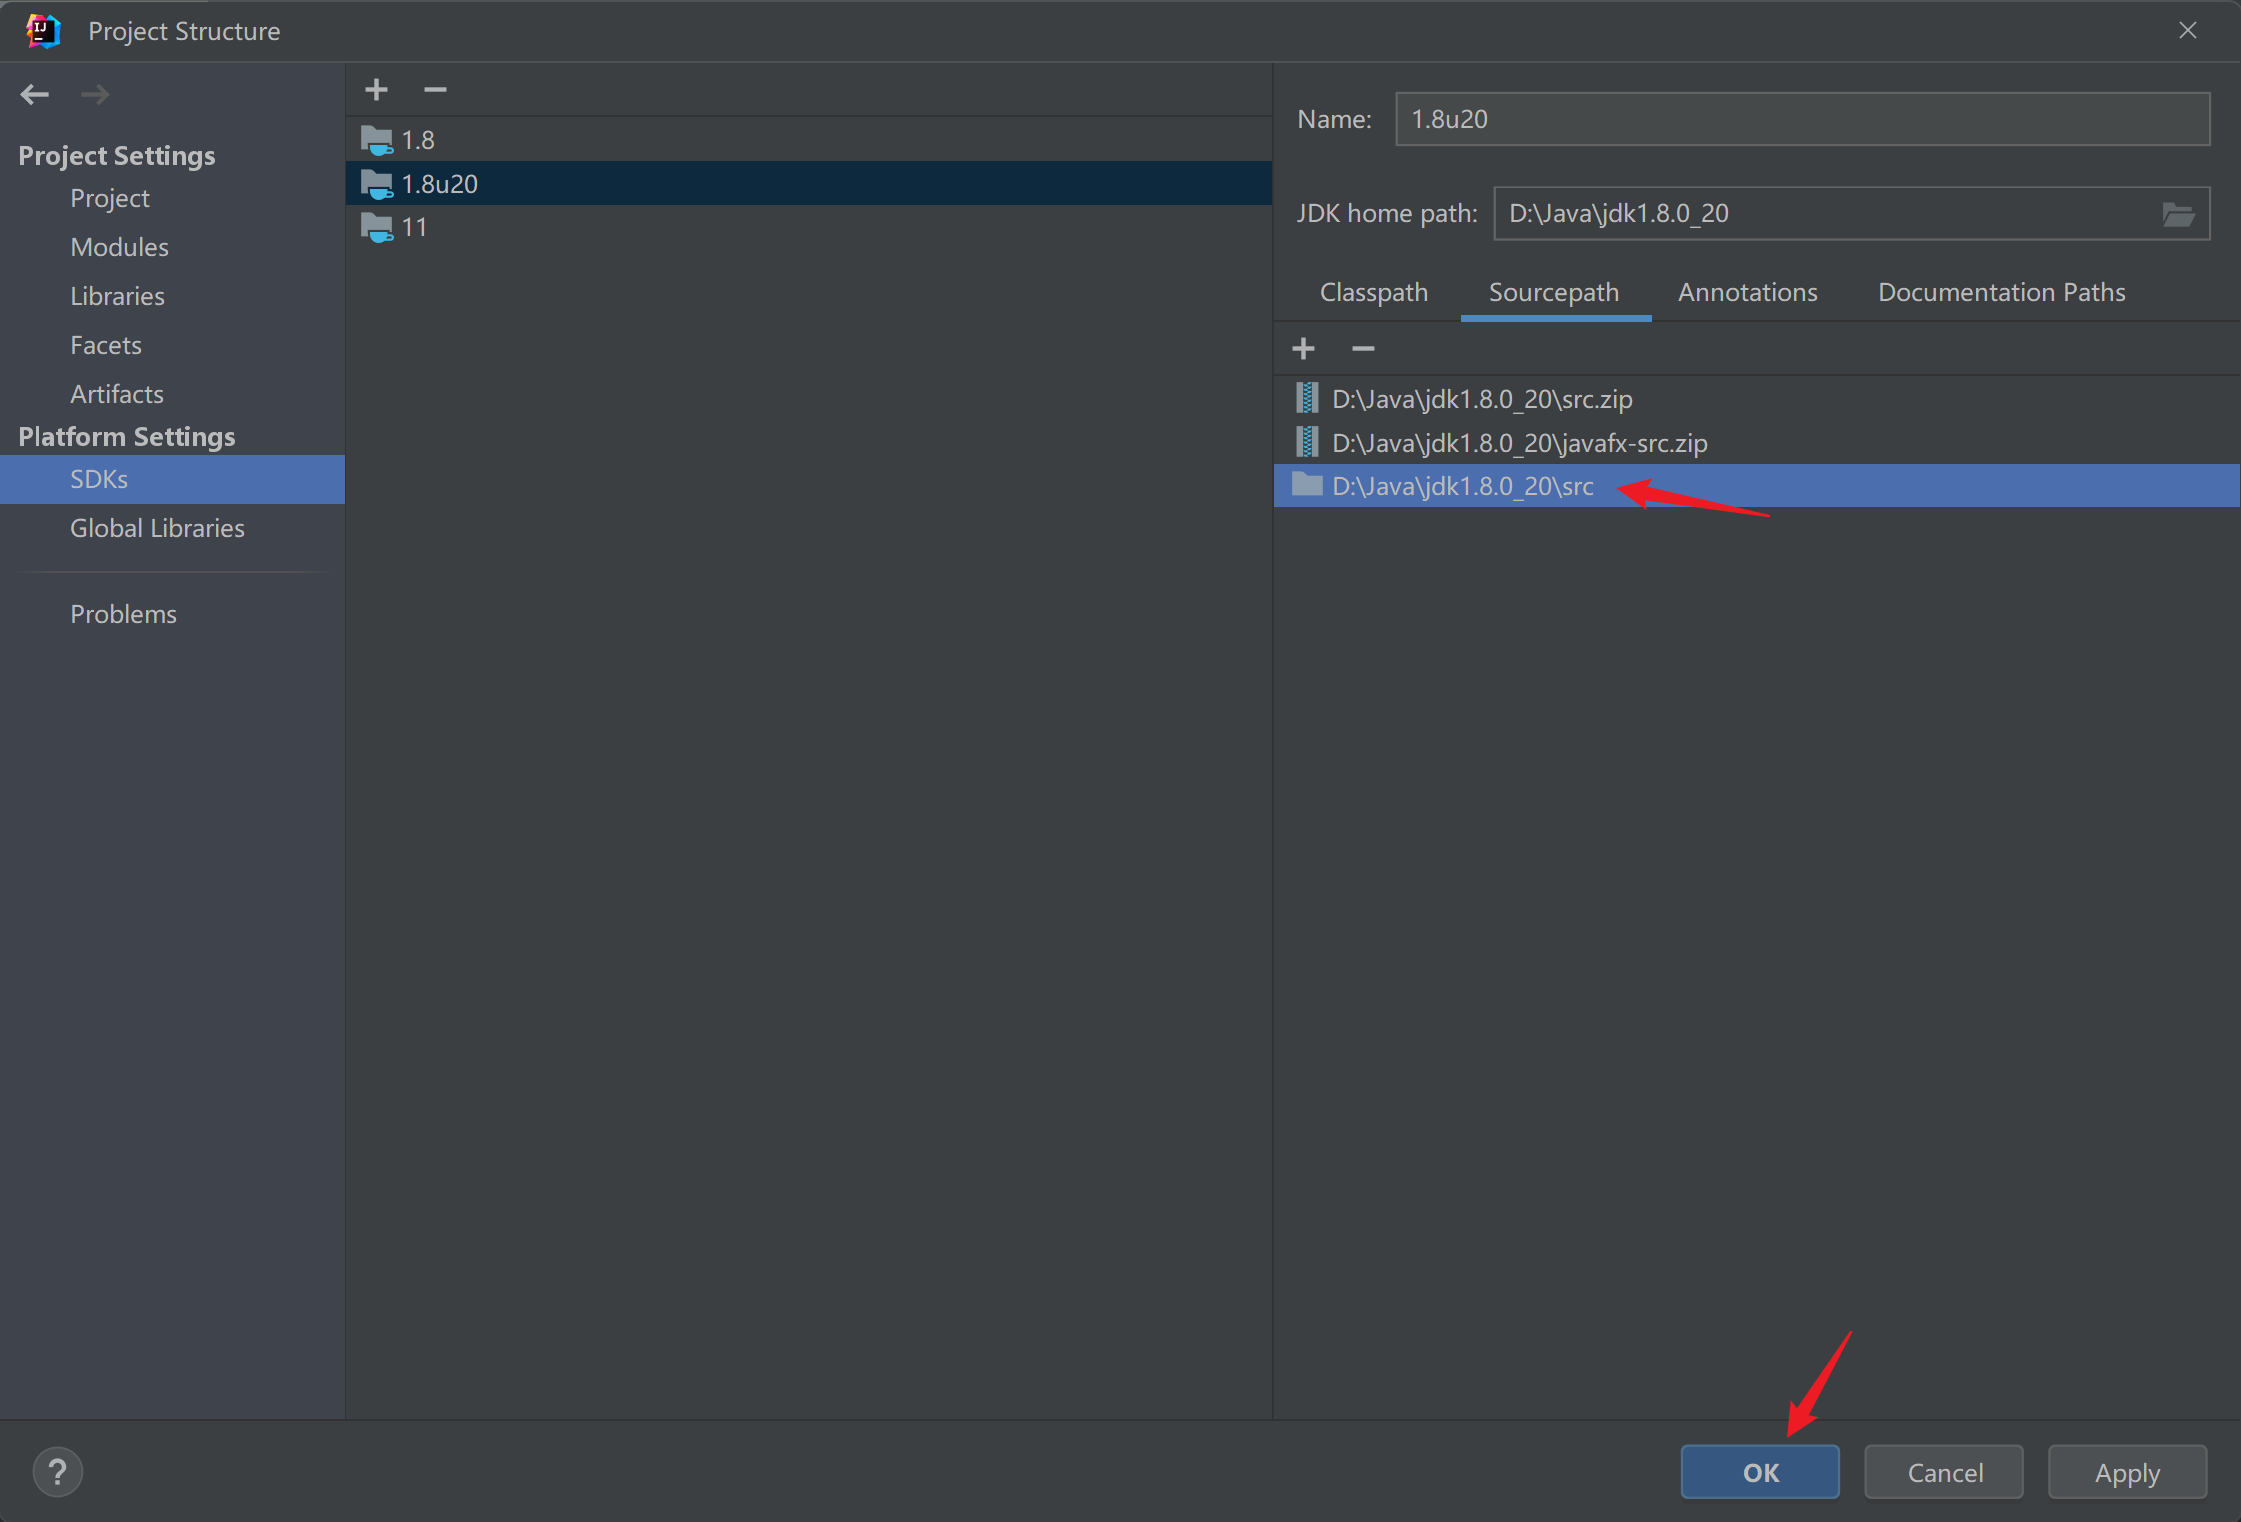 Project Structure
Project Settings
Project
Modules
Libraries
Facets
Artifacts
Platform Settings
SDKs
Global Libraries
Problems
1.8
1.8u20
11
Name: 1.8u20
JDK home path: D:\Java\jdk1.8.0_20
Classpath Sourcepath Annotations Documentation Paths
D:\Java\jdk1.8.0_20\src.zip
D:\Java\jdk1.8.0_20\javafx-src.zip
D:\Java\jdk1.8.0_20\src
? OK Cancel Apply